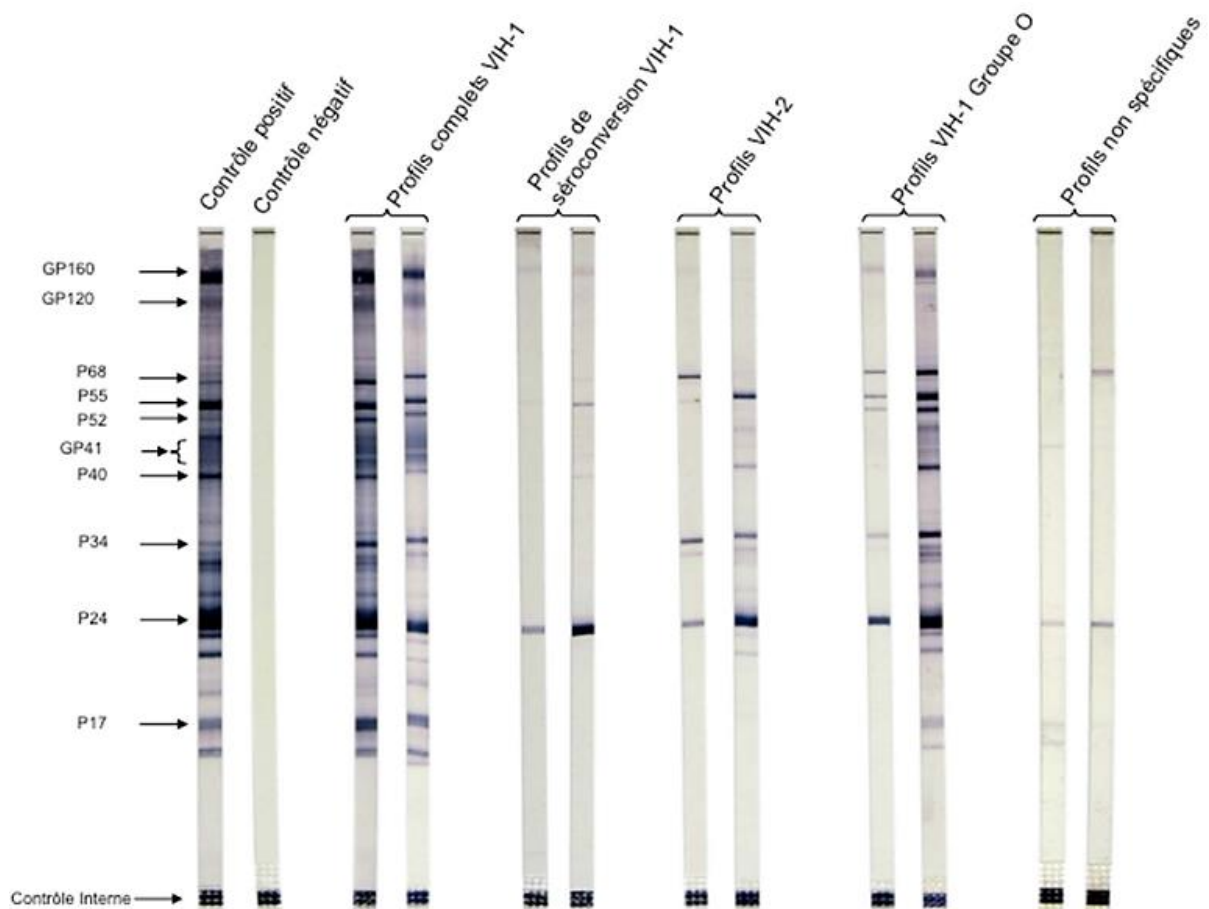 Contrôle positif
Contrôle négatif
Profils complets VIH-1
Profils de
séroconversion VIH-1
Profils VIH-2
Profils VIH-1 Groupe O
Profils non spécifiques
GP160
GP120
P68
P55
P52
GP41
P40
P34
P24
P17
Contrôle Interne